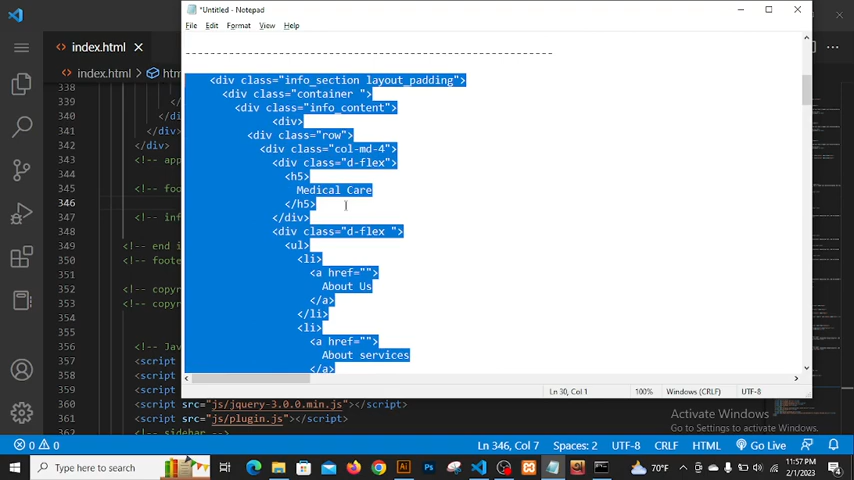 *Untitled - Notepad
File Edit Format View Help
------------------------------------------------------------
<div class="info_section layout_padding">
<div class="container ">
<div class="info_content">
<div>
<div class="row">
<div class="col-md-4">
<div class="d-flex">
<h5>
Medical Care
</h5>
</div>
<div class="d-flex ">
<ul>
<li>
<a href="">
About Us
</a>
</li>
<li>
<a href="">
About services
</a>
Ln 30, Col 1 100% Windows (CRLF) UTF-8
index.html
index.html > htm
338
339 </
340 </div>
341 </div>
342 </div>
343 <!-- app
344
345 <!-- foo
346
347 <!-- inf
348
349 <!-- end i
350 <!-- foote
351
352 <!-- copyr
353 <!-- copyr
354
355
356 <!-- Jav
357 <script
358 <script
359 <script
360 <script src="js/jquery-3.0.0.min.js"></script>
361 <script src="js/plugin.js"></script>
362 <!-- sidebar -->
Activate Windows
Go to Settings to activate Windows.
0 0 Ln 346, Col 7 Spaces: 2 UTF-8 CRLF HTML Go Live
Type here to search
70°F
11:57 PM
2/1/2023